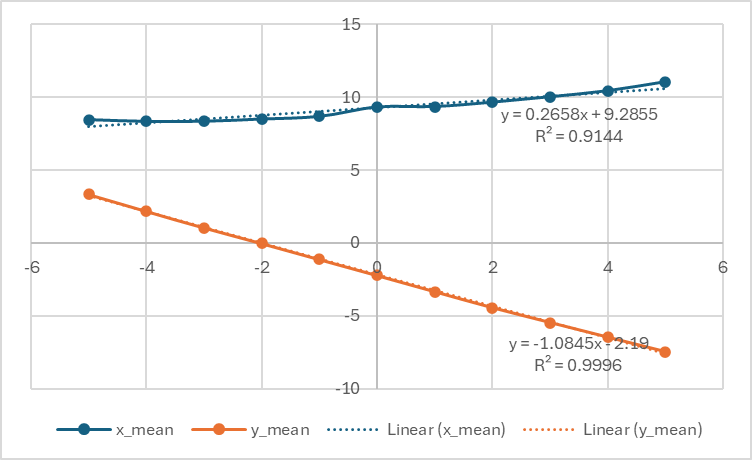 15
10
y = 0.2658x + 9.2855
R² = 0.9144
5
0
-6 -4 -2 0 2 4 6
-5
y = -1.0845x - 2.19
R² = 0.9996
-10
x_mean y_mean Linear (x_mean) Linear (y_mean)